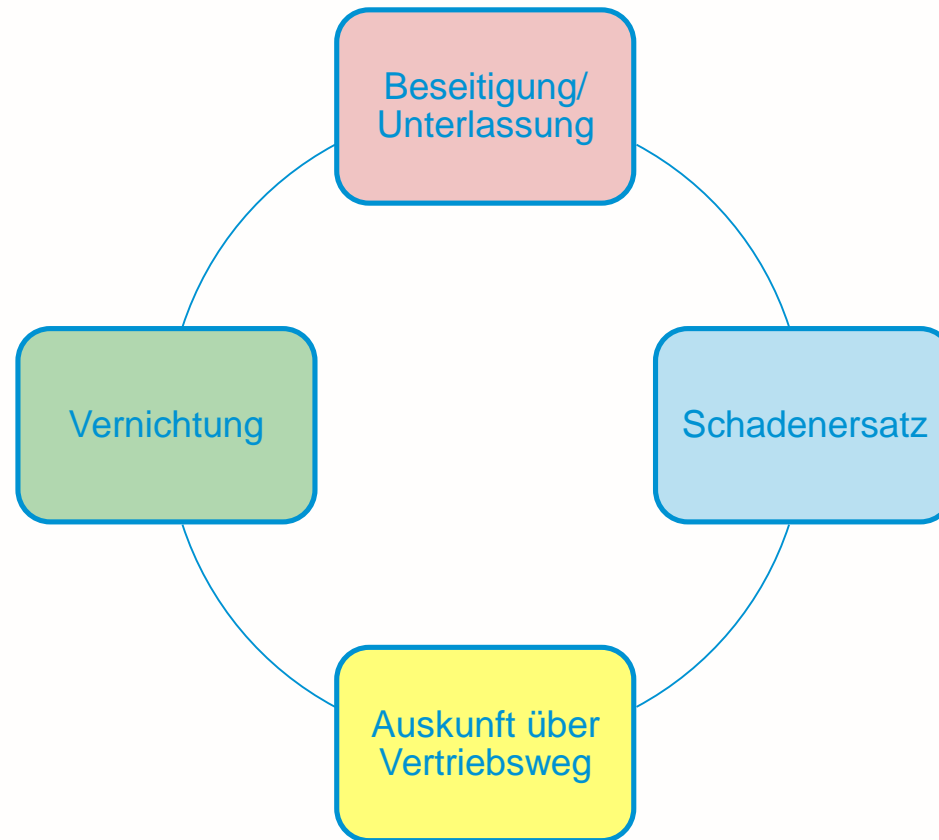 Beseitigung/
Unterlassung
Vernichtung
Schadenersatz
Auskunft über
Vertriebsweg